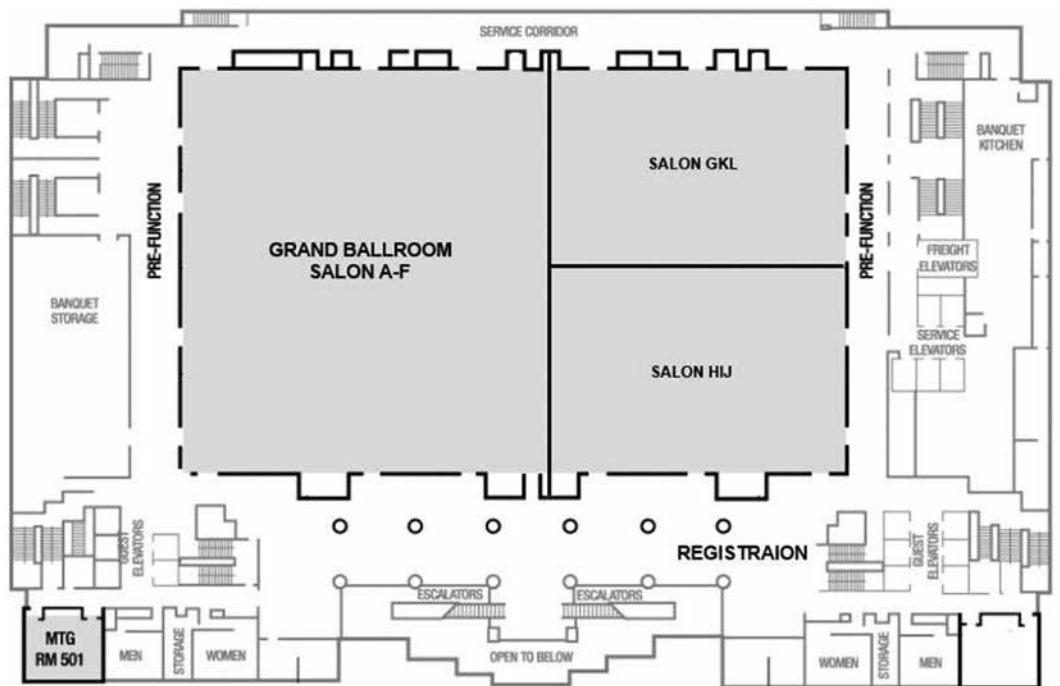 SERVICE CORRIDOR
BANQUET
KITCHEN
SALON GKL
PRE-FUNCTION
GRAND BALLROOM
SALON A-F
PRE-FUNCTION
FREIGHT
ELEVATORS
BANQUET
STORAGE
SERVICE
ELEVATORS
SALON HIJ
GUEST
ELEVATORS
REGISTRAION
GUEST
ELEVATORS
ESCALATORS
ESCALATORS
MTG
RM 501
MEN
STORAGE
WOMEN
OPEN TO BELOW
WOMEN
STORAGE
MEN